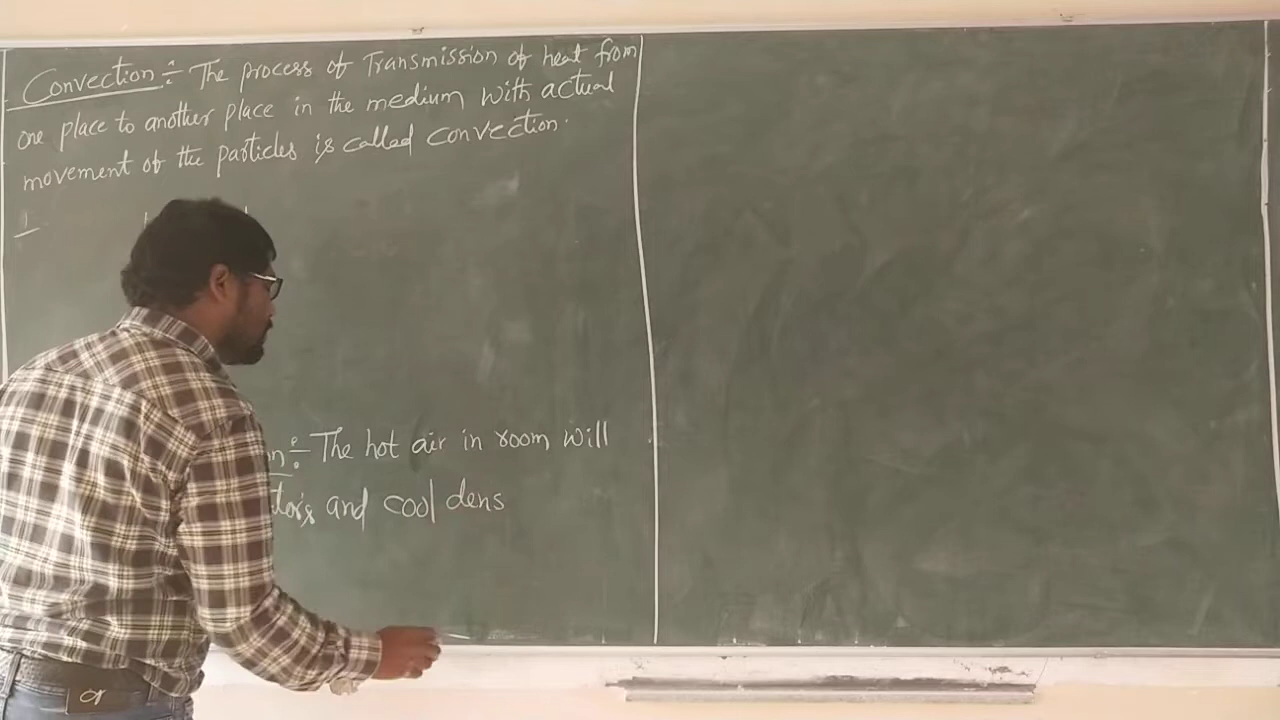 Convection :- The process of Transmission of heat from
one place to another place in the medium with actual
movement of the particles is called convection.
The hot air in room will
and cool dens